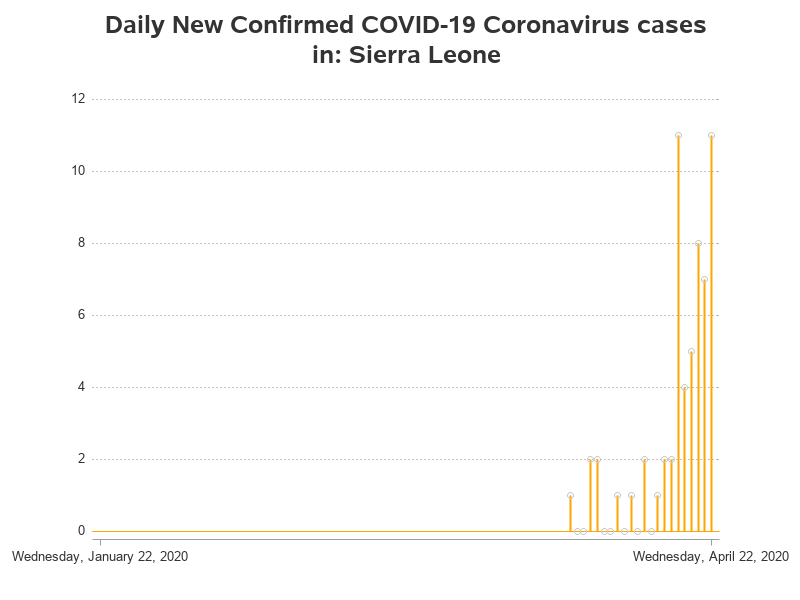 Daily New Confirmed COVID-19 Coronavirus cases
in: Sierra Leone
12
10
8
6
4
2
0
Wednesday, January 22, 2020
Wednesday, April 22, 2020